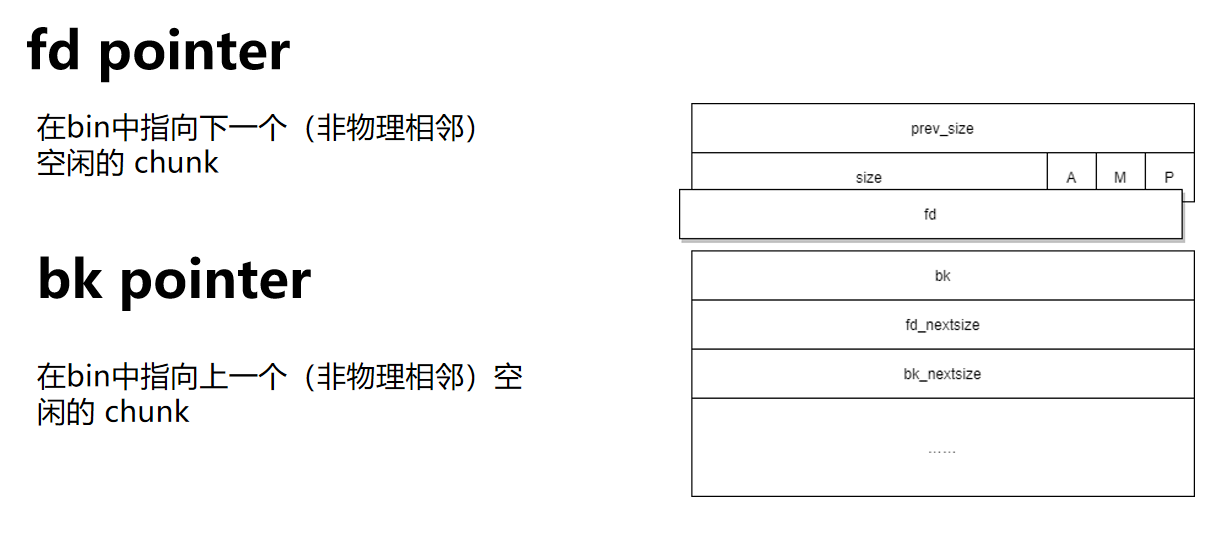 fd pointer
在bin中指向下一个（非物理相邻）
空闲的 chunk
bk pointer
在bin中指向上一个（非物理相邻）空
闲的 chunk
prev_size
size A M P
fd
bk
fd_nextsize
bk_nextsize
......